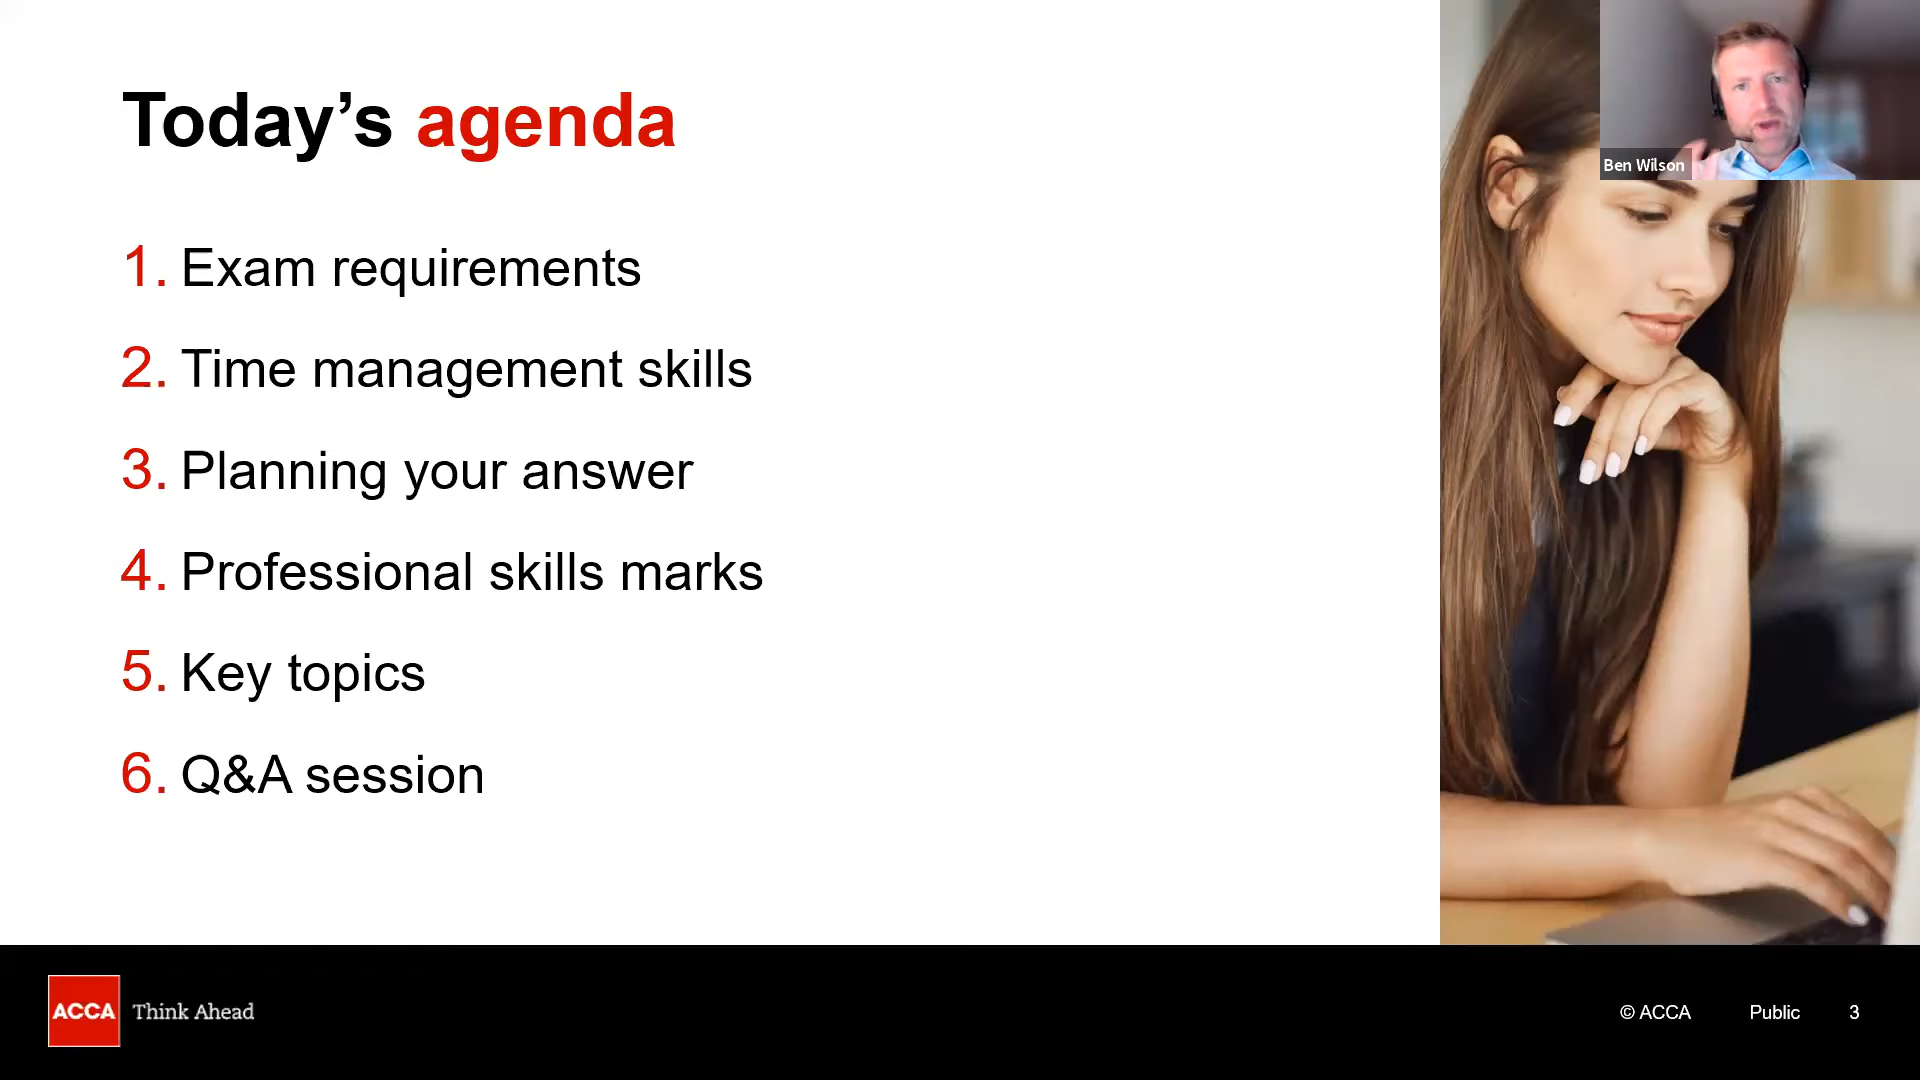 Today’s agenda
1. Exam requirements
2. Time management skills
3. Planning your answer
4. Professional skills marks
5. Key topics
6. Q&A session
Ben Wilson
ACCA Think Ahead
© ACCA Public 3